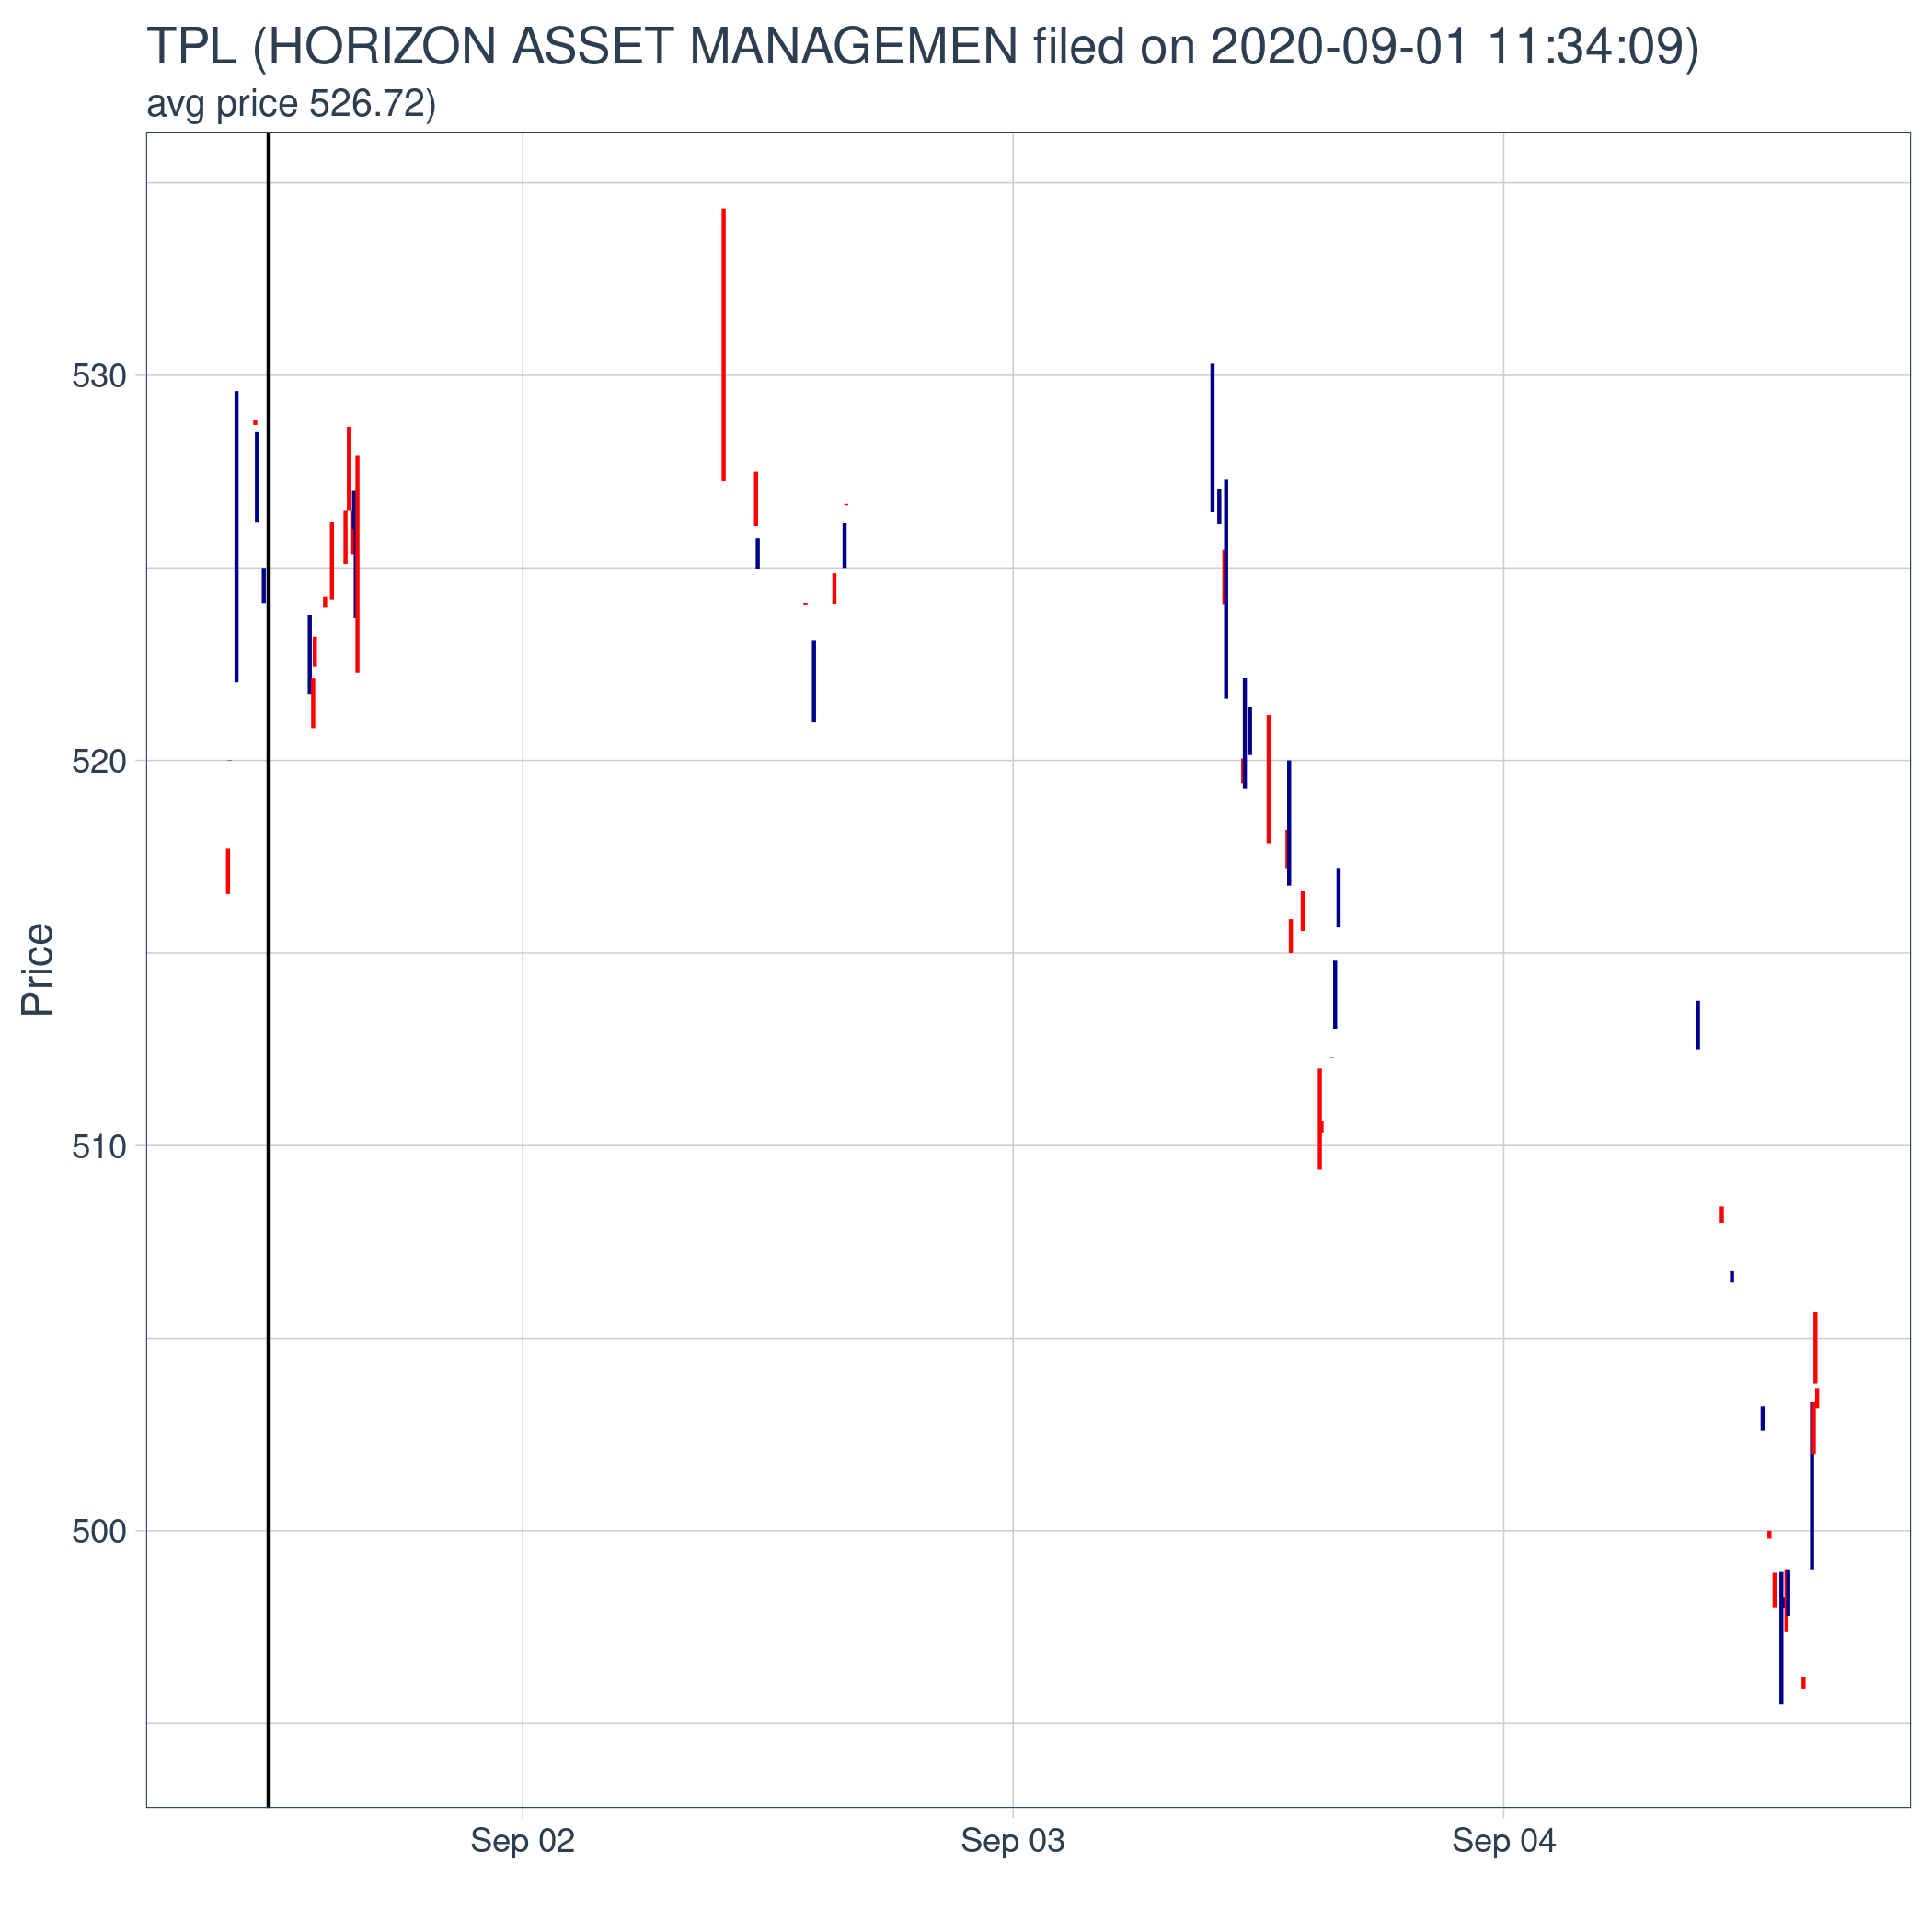 TPL (HORIZON ASSET MANAGEMEN filed on 2020-09-01 11:34:09)
avg price 526.72)
530
520
510
500
Price
Sep 02
Sep 03
Sep 04